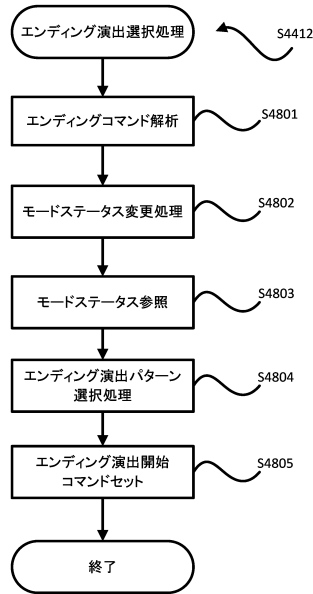 エンディング演出選択処理
S4412
エンディングコマンド解析
S4801
モードステータス変更処理
S4802
モードステータス参照
S4803
エンディング演出パターン
選択処理
S4804
エンディング演出開始
コマンドセット
S4805
終了